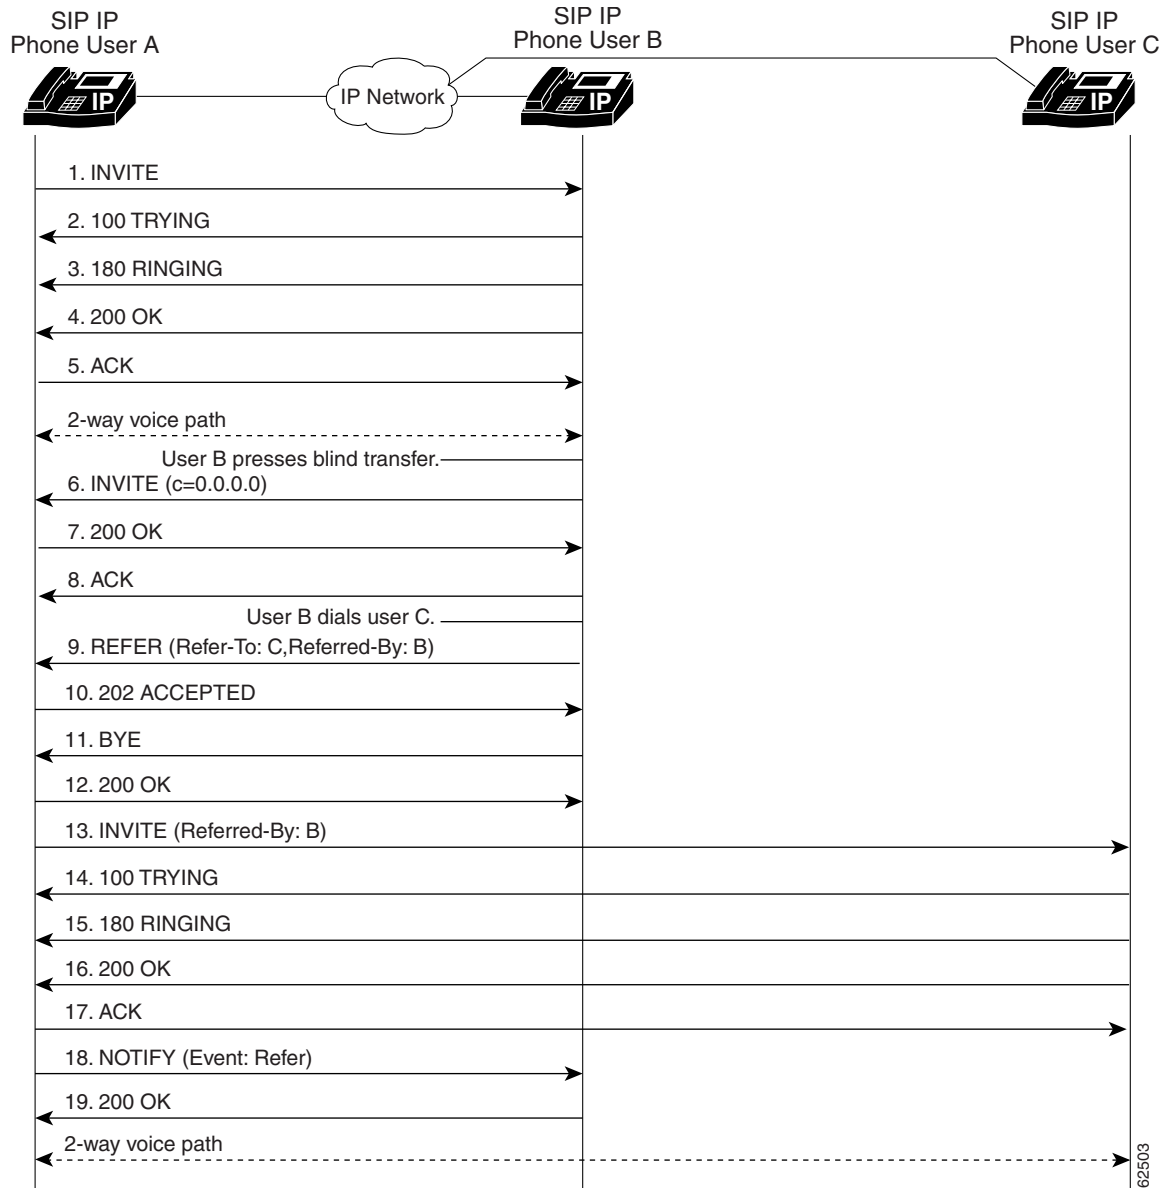 SIP IP
Phone User A
SIP IP
Phone User B
SIP IP
Phone User C
IP
IP Network
IP
IP
1. INVITE
2. 100 TRYING
3. 180 RINGING
4. 200 OK
5. ACK
2-way voice path
User B presses blind transfer.
6. INVITE (c=0.0.0.0)
7. 200 OK
8. ACK
User B dials user C.
9. REFER (Refer-To: C,Referred-By: B)
10. 202 ACCEPTED
11. BYE
12. 200 OK
13. INVITE (Referred-By: B)
14. 100 TRYING
15. 180 RINGING
16. 200 OK
17. ACK
18. NOTIFY (Event: Refer)
19. 200 OK
2-way voice path
62503